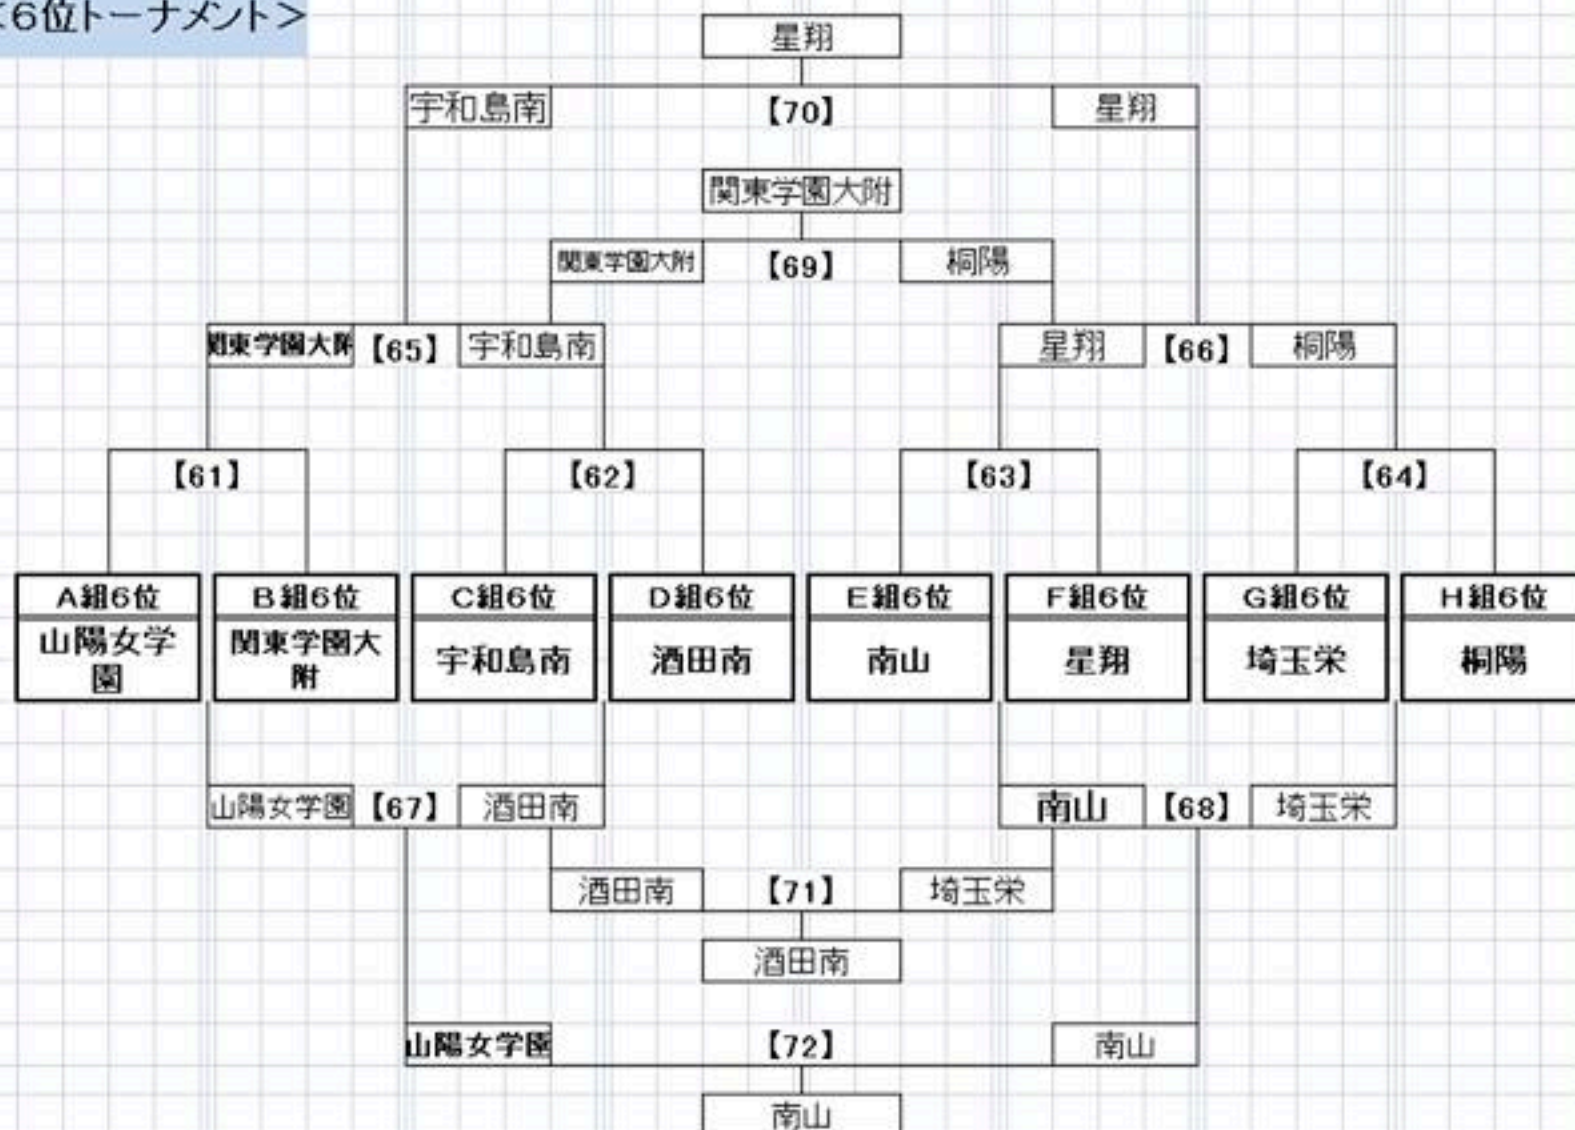 <6位トーナメント>
星翔
宇和島南 【70】 星翔
関東学園大附
関東学園大附 【69】 桐陽
関東学園大附 【65】 宇和島南 星翔 【66】 桐陽
【61】 【62】 【63】 【64】
A組6位 B組6位 C組6位 D組6位 E組6位 F組6位 G組6位 H組6位
山陽女学園 関東学園大附 宇和島南 酒田南 南山 星翔 埼玉栄 桐陽
山陽女学園 【67】 酒田南 南山 【68】 埼玉栄
酒田南 【71】 埼玉栄
酒田南
山陽女学園 【72】 南山
南山